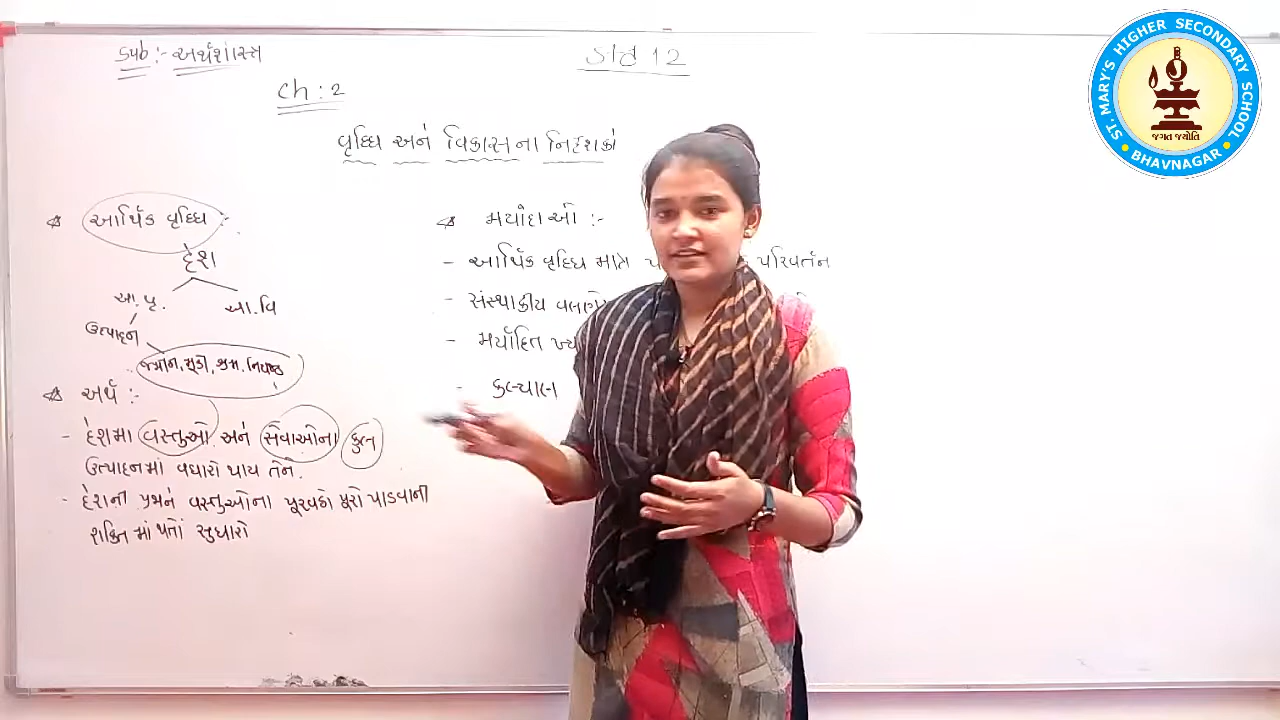 Sub :- અર્થશાસ્ત્ર
Std 12
Ch : 2
વૃધ્ધિ અને વિકાસના નિર્દેશકો
આર્થિક વૃધ્ધિ :-
દેશ
આ.વૃ.
આ.વિ
ઉત્પાદન
જમીન, મુડી, શ્રમ, નિયોજક
અર્થ :-
- દેશમાં વસ્તુઓ અને સેવાઓના કુલ
ઉત્પાદનમાં વધારો થાય તેને.
- દેશની પ્રજાને વસ્તુઓના પૂરવઠો પૂરો પાડવાની
શક્તિ માં થતો સુધારો
મર્યાદાઓ :-
- આર્થિક વૃધ્ધિ માત્ર પરિવર્તન
- સંસ્થાકીય
- મર્યાદિત
- કલ્યાણ
ST. MARY'S HIGHER SECONDARY SCHOOL
જગત જ્યોતિ
• BHAVNAGAR •